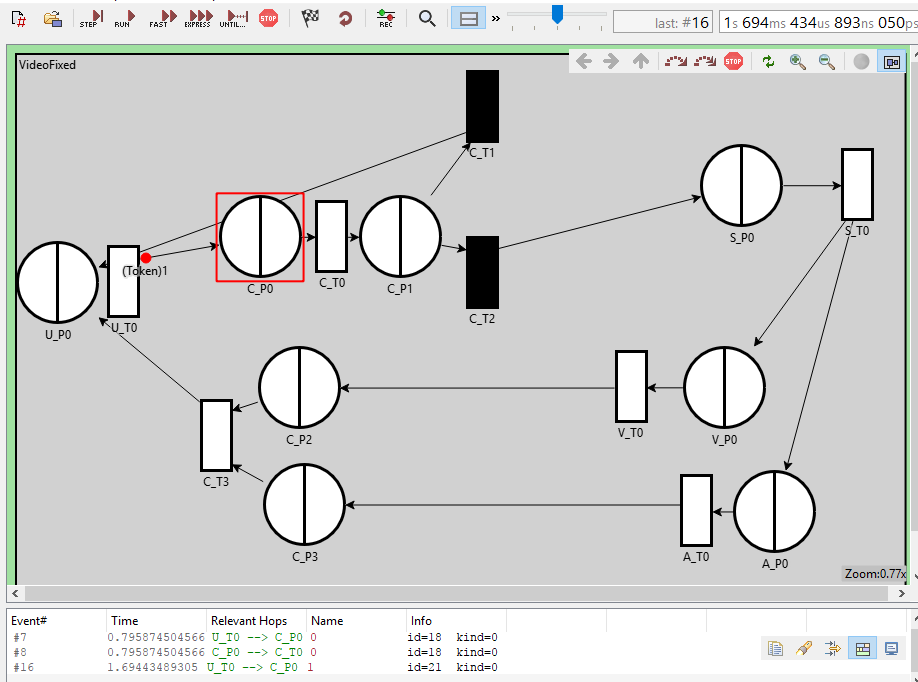 STEP RUN FAST EXPRESS UNTIL... STOP REC » last: #16 1s 694ms 434us 893ns 050ps
VideoFixed
STOP
C_T1
S_P0 S_T0
(Token)1
C_P0 C_T0 C_P1
C_T2
U_P0 U_T0
C_P2 V_T0 V_P0
C_T3
C_P3 A_T0 A_P0
Zoom:0.77x
Event# Time Relevant Hops Name Info
#7 0.795874504566 U_T0 --> C_P0 0 id=18 kind=0
#8 0.795874504566 C_P0 --> C_T0 0 id=18 kind=0
#16 1.69443489305 U_T0 --> C_P0 1 id=21 kind=0